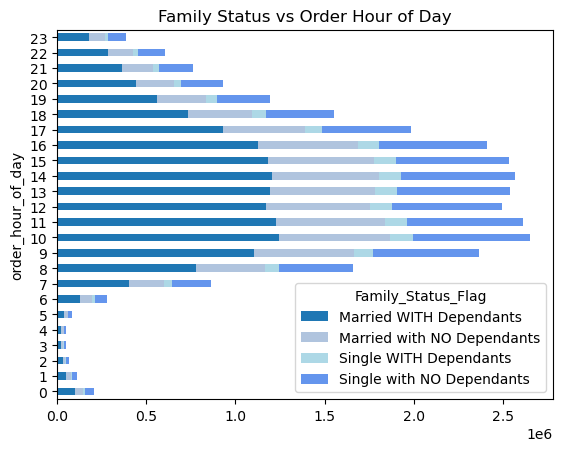 Family Status vs Order Hour of Day
order_hour_of_day
23
22
21
20
19
18
17
16
15
14
13
12
11
10
9
8
7
6
5
4
3
2
1
0
Family_Status_Flag
Married WITH Dependants
Married with NO Dependants
Single WITH Dependants
Single with NO Dependants
0.0 0.5 1.0 1.5 2.0 2.5
1e6